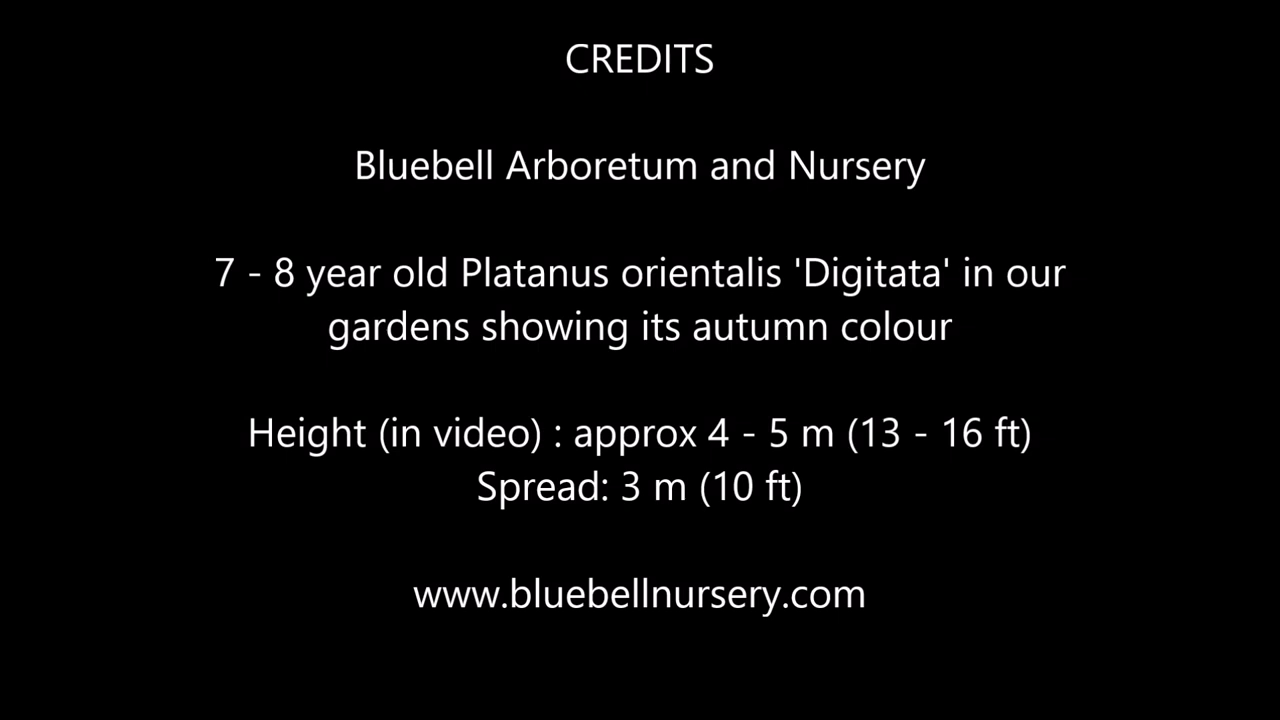 CREDITS
Bluebell Arboretum and Nursery
7 - 8 year old Platanus orientalis 'Digitata' in our
gardens showing its autumn colour
Height (in video) : approx 4 - 5 m (13 - 16 ft)
Spread: 3 m (10 ft)
www.bluebellnursery.com